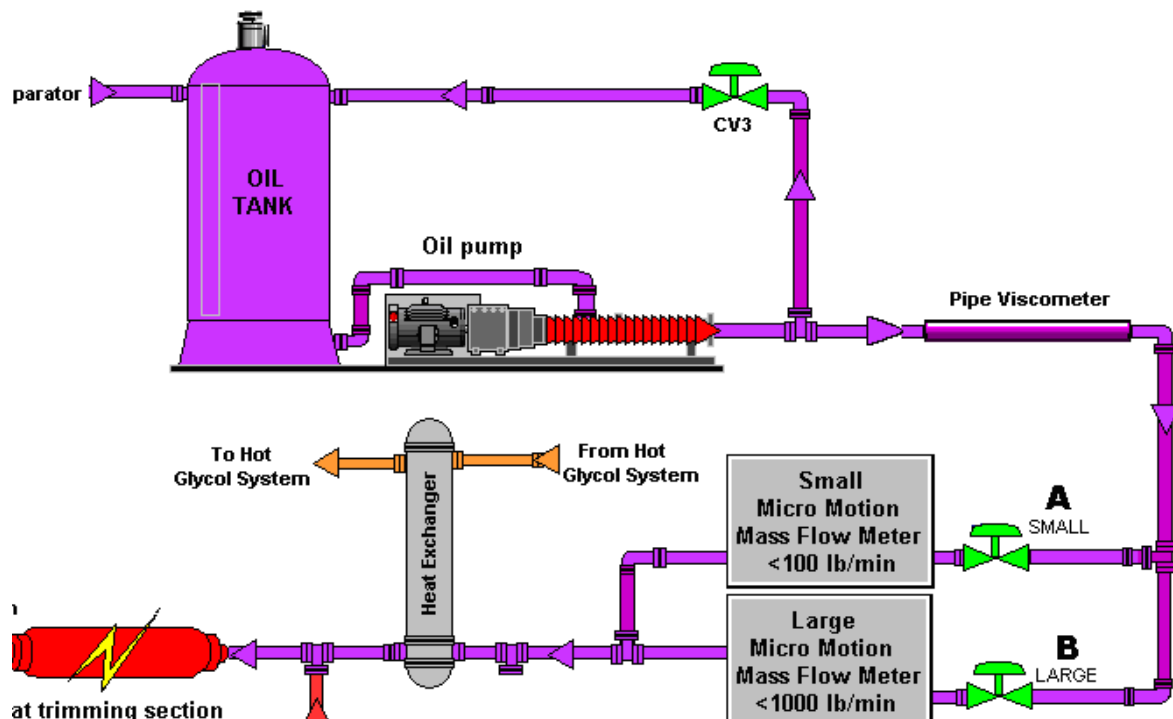 parator
CV3
OIL
TANK
Oil pump
Pipe Viscometer
To Hot
Glycol System
From Hot
Glycol System
Heat Exchanger
Small
Micro Motion
Mass Flow Meter
<100 lb/min
A
SMALL
Large
Micro Motion
Mass Flow Meter
<1000 lb/min
B
LARGE
n
at trimming section